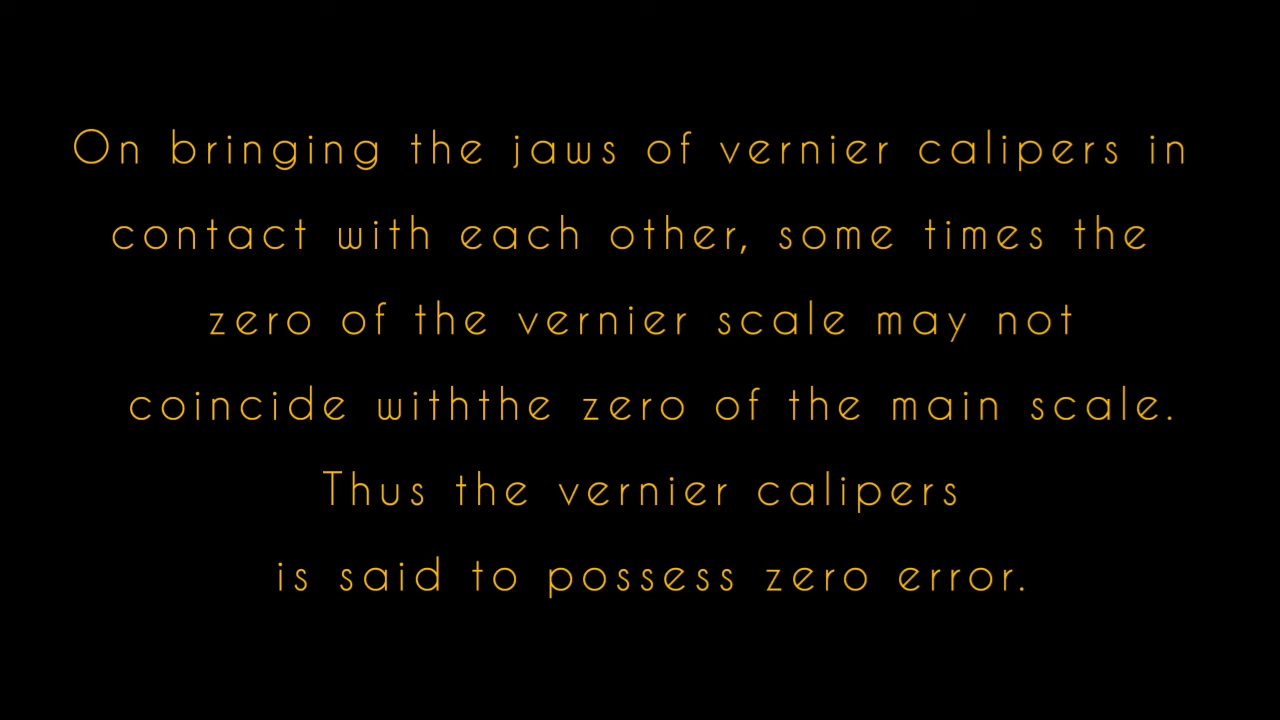 On bringing the jaws of vernier calipers in
contact with each other, some times the
zero of the vernier scale may not
coincide withthe zero of the main scale.
Thus the vernier calipers
is said to possess zero error.